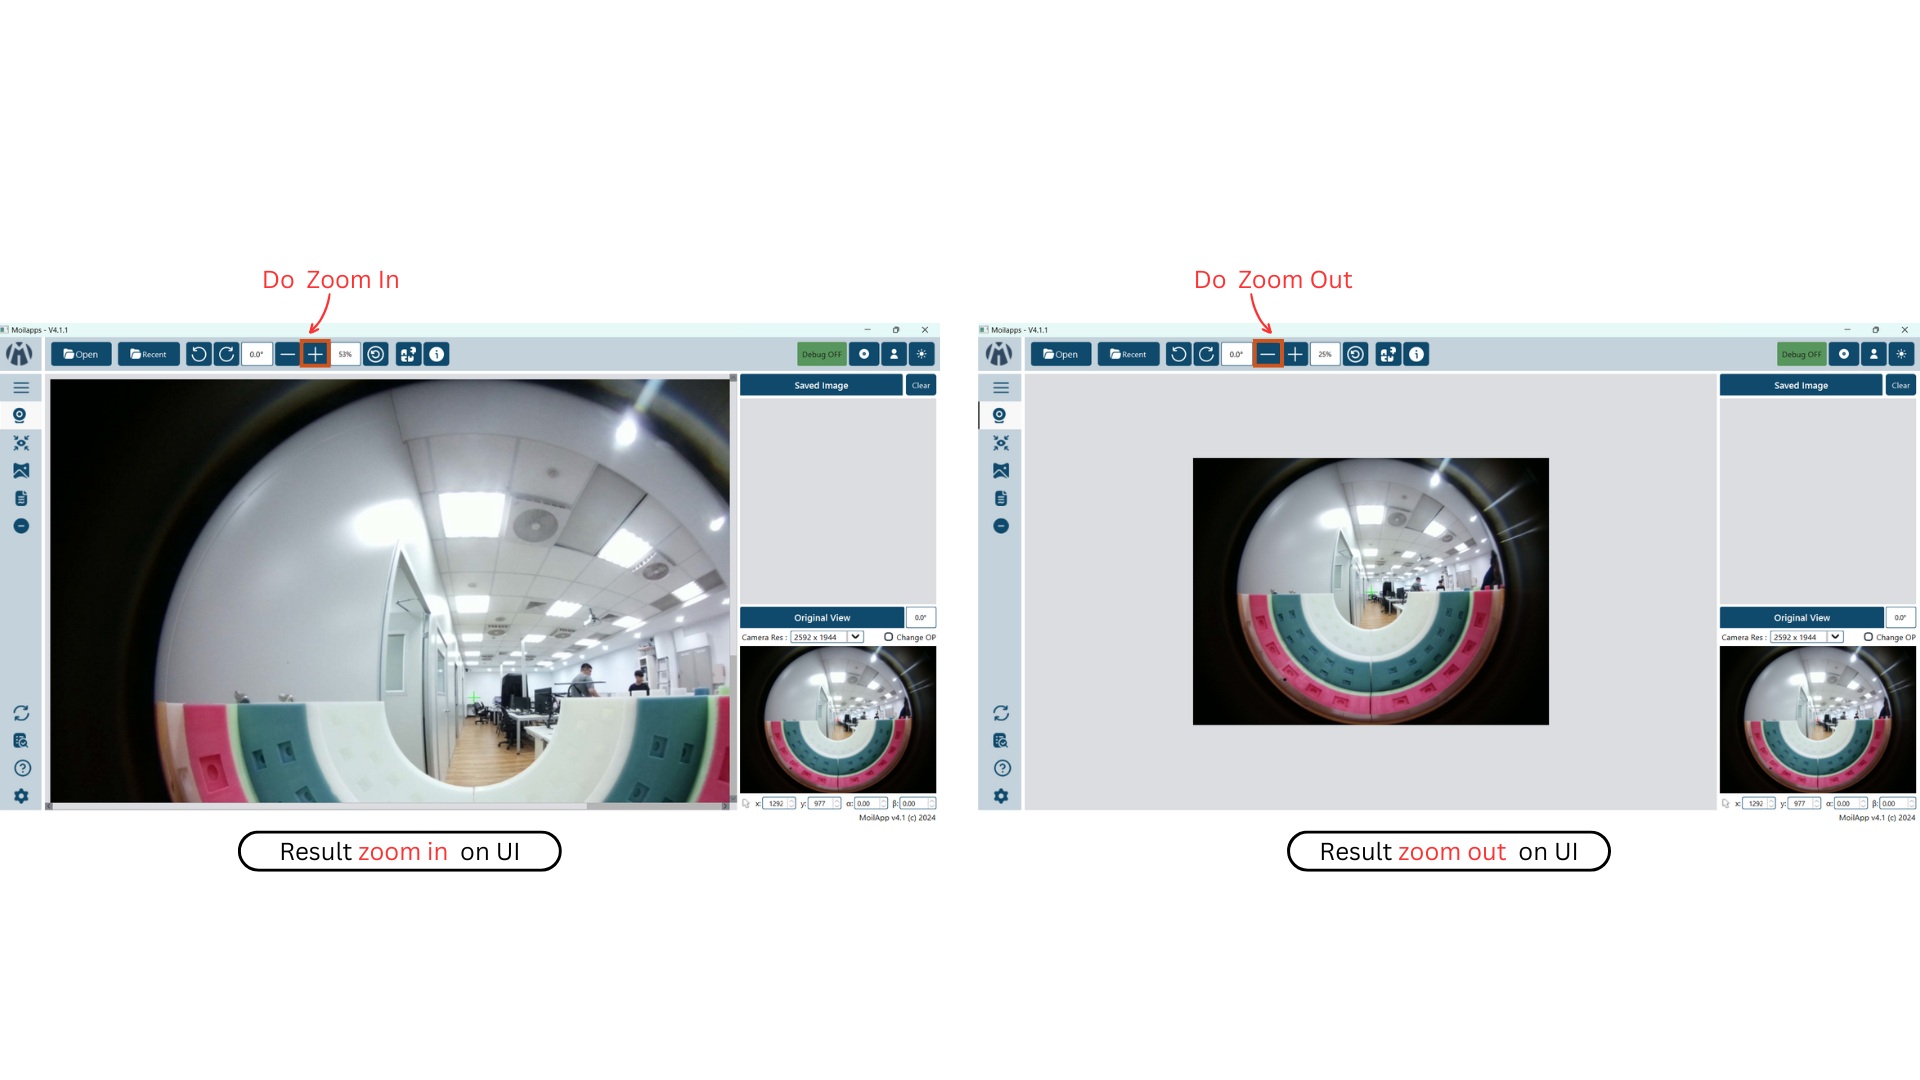 Do Zoom In
Moilapps - V4.1.1
Open Recent 0.0° 53% Debug OFF
Saved Image Clear
Original View 0.0°
Camera Res : 2592 x 1944 Change OP
x: 1292 y: 977 α: 0.00 β: 0.00
MoilApp v4.1 (c) 2024
Result zoom in on UI
Do Zoom Out
Moilapps - V4.1.1
Open Recent 0.0° 25% Debug OFF
Saved Image Clear
Original View 0.0°
Camera Res : 2592 x 1944 Change OP
x: 1292 y: 977 α: 0.00 β: 0.00
MoilApp v4.1 (c) 2024
Result zoom out on UI